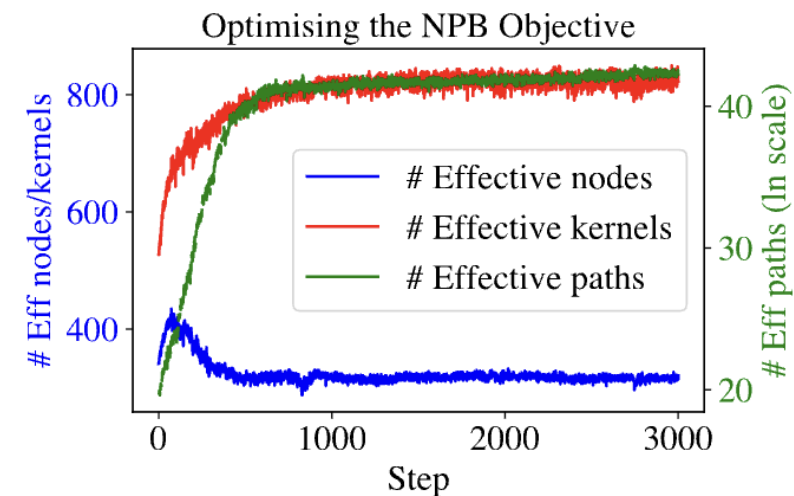 Optimising the NPB Objective
# Eff nodes/kernels
800
600
400
# Effective nodes
# Effective kernels
# Effective paths
40
30
20
# Eff paths (ln scale)
0 1000 2000 3000
Step